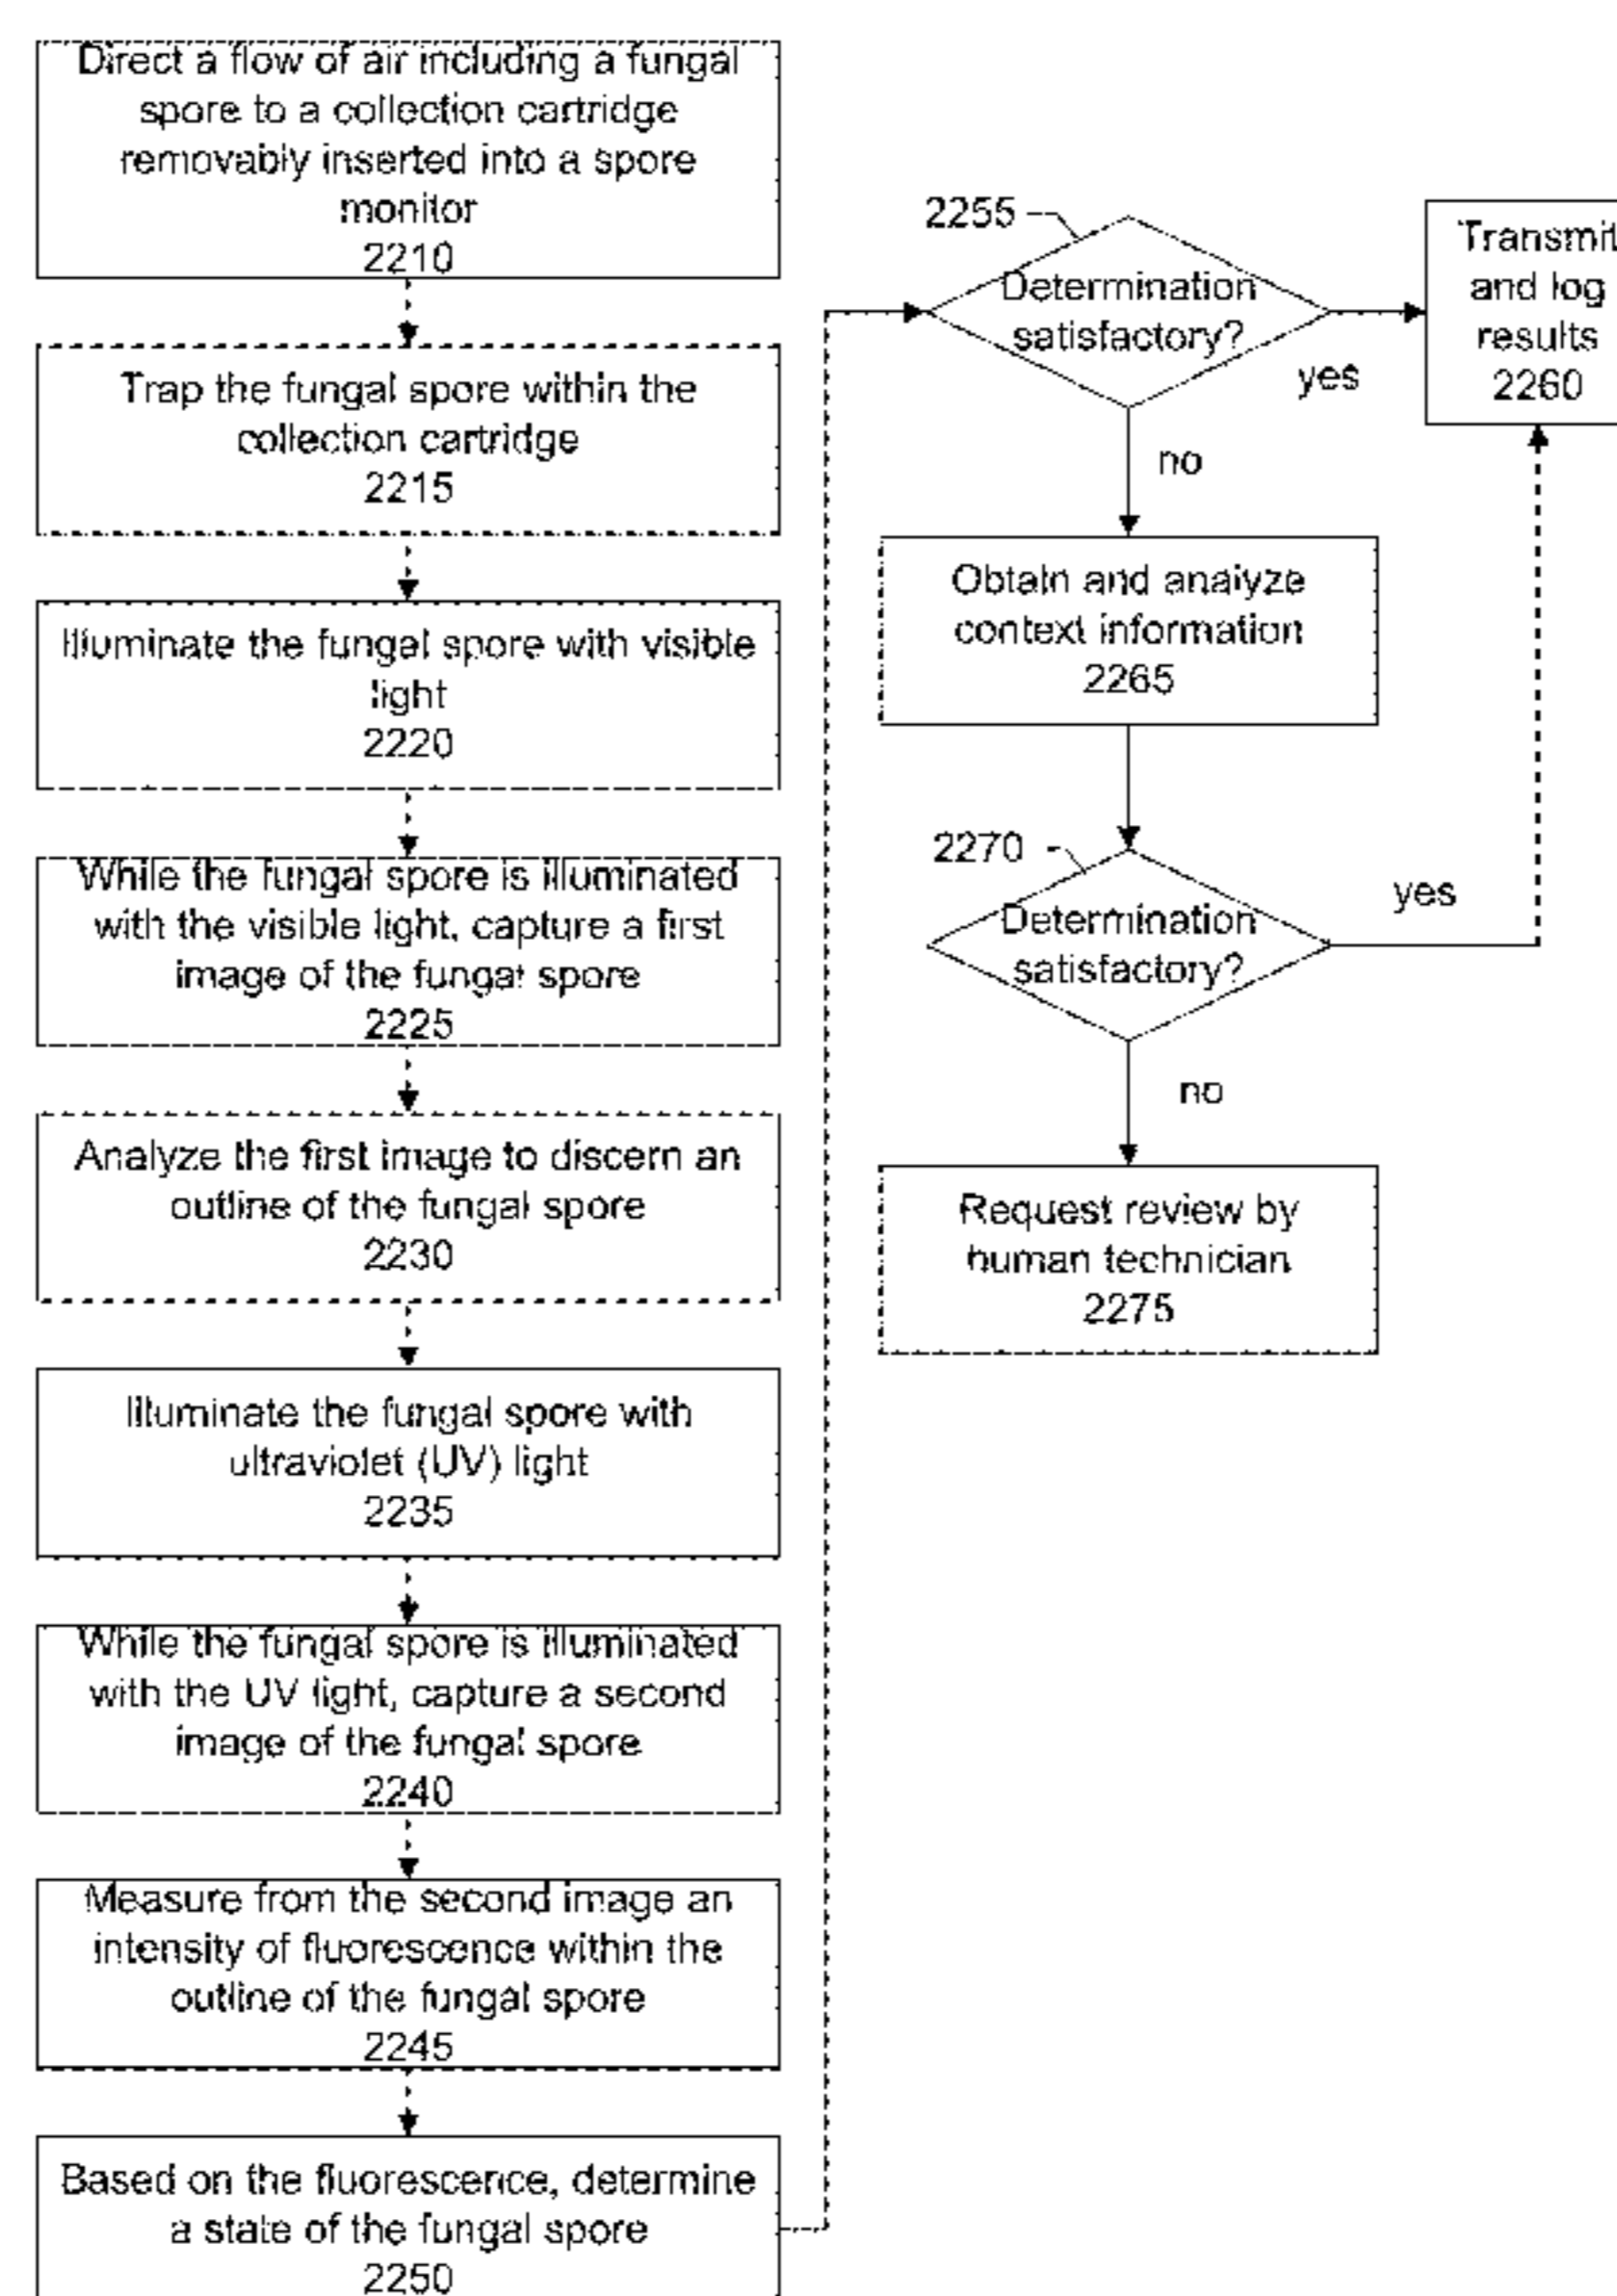 Direct a flow of air including a fungal
spore to a collection cartridge
removably inserted into a spore
monitor
2210
Trap the fungal spore within the
collection cartridge
2215
Illuminate the fungal spore with visible
light
2220
While the fungal spore is illuminated
with the visible light, capture a first
image of the fungal spore
2225
Analyze the first image to discern an
outline of the fungal spore
2230
Illuminate the fungal spore with
ultraviolet (UV) light
2235
While the fungal spore is illuminated
with the UV light, capture a second
image of the fungal spore
2240
Measure from the second image an
intensity of fluorescence within the
outline of the fungal spore
2245
Based on the fluorescence, determine
a state of the fungal spore
2250
2255
Determination
satisfactory?
yes
no
Transmit
and log
results
2260
Obtain and analyze
context information
2265
2270
Determination
satisfactory?
yes
no
Request review by
human technician
2275